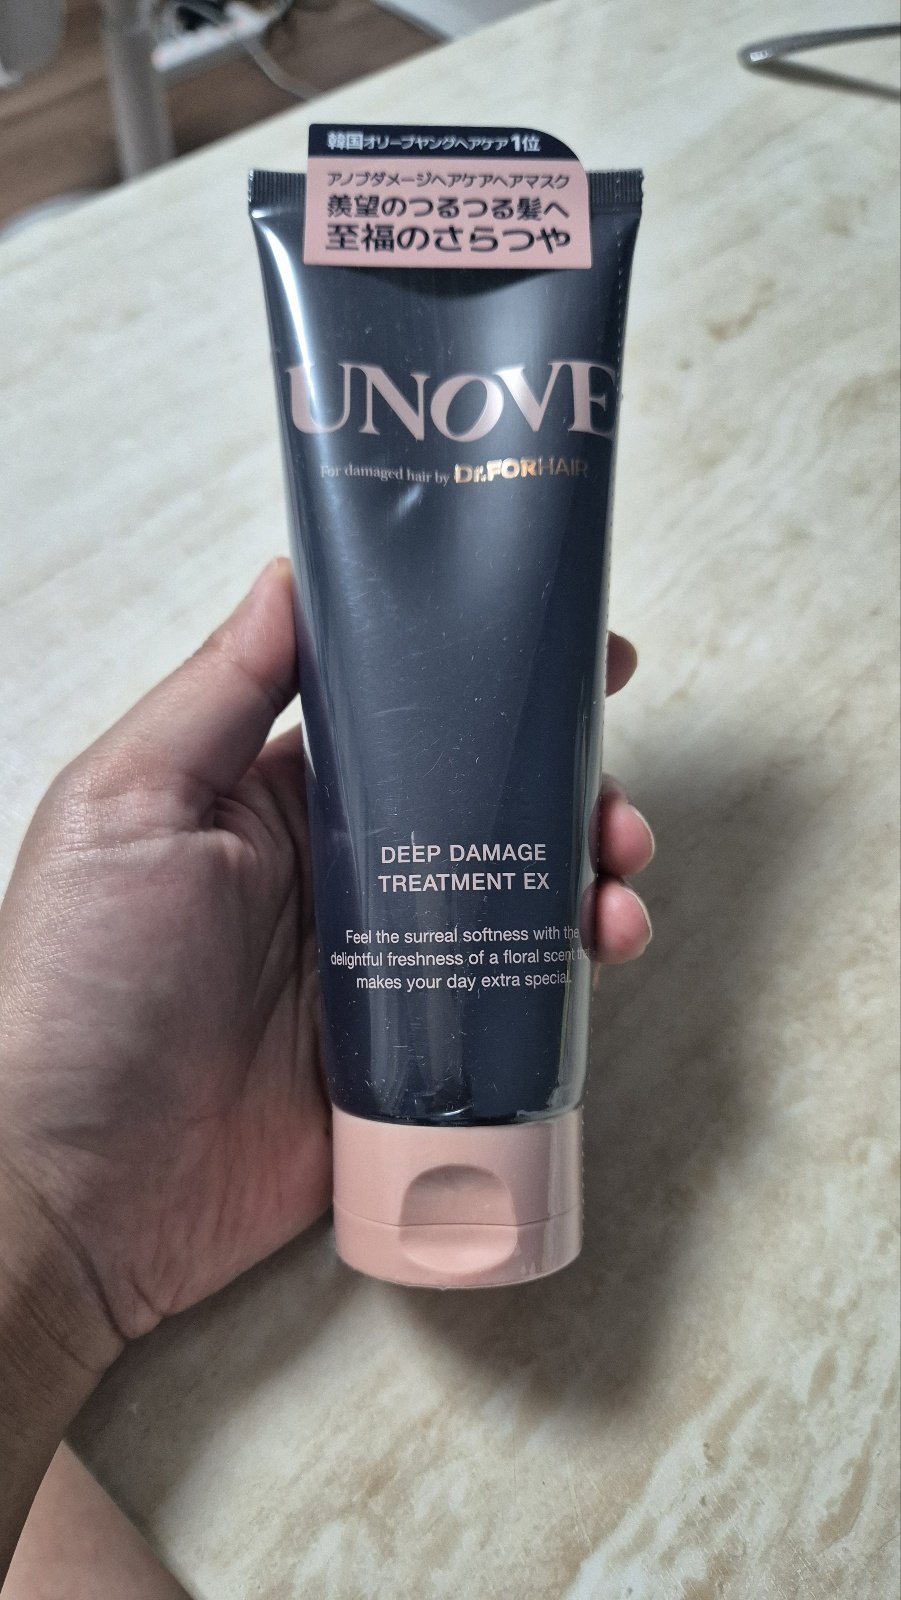 韓国オリーブヤングヘアケア1位
アノブダメージヘアケアヘアマスク
羨望のつるつる髪へ
至福のさらつや
UNOVE
For damaged hair by Dr.FORHAIR
DEEP DAMAGE
TREATMENT EX
Feel the surreal softness with the
delightful freshness of a floral scent that
makes your day extra special.